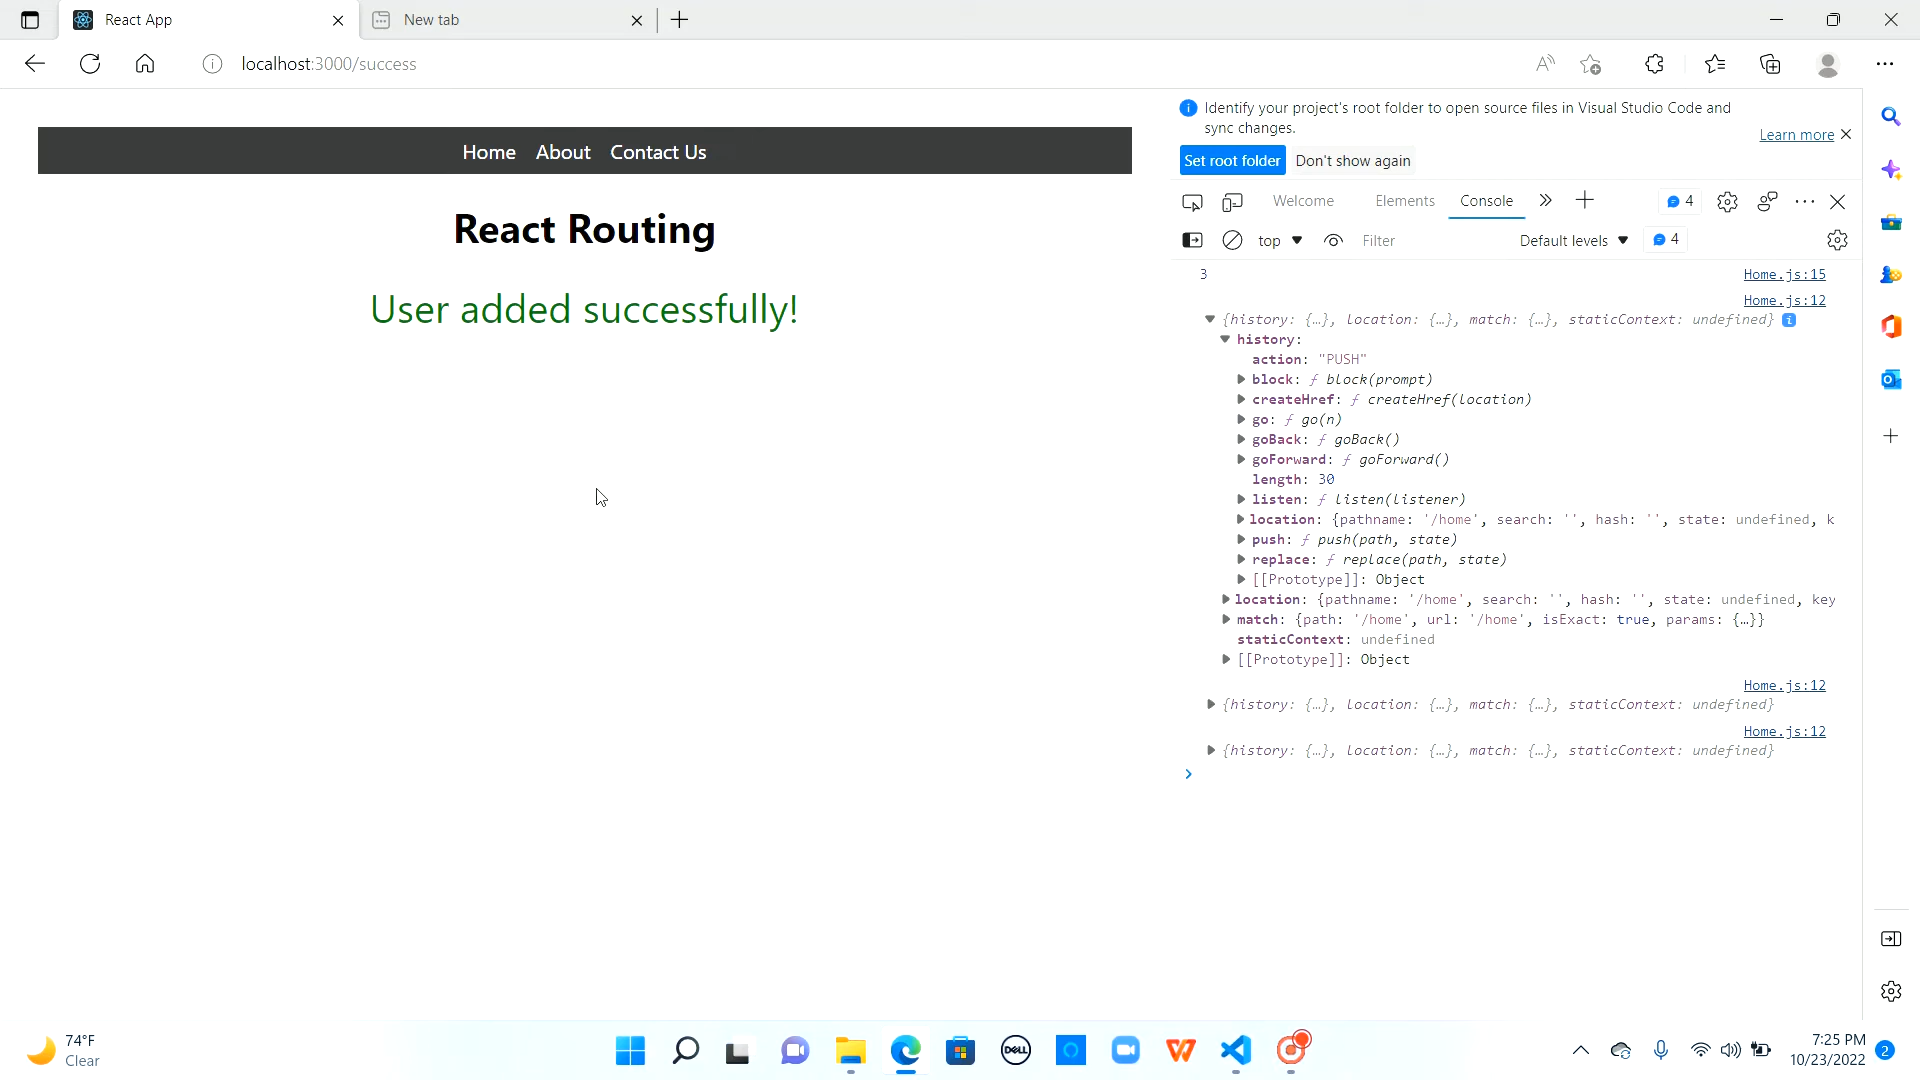 React App
New tab
localhost:3000/success
Identify your project's root folder to open source files in Visual Studio Code and
sync changes.
Learn more
Set root folder Don't show again
Home About Contact Us
React Routing
User added successfully!
Welcome Elements Console 4
top Filter Default levels 4
3 Home.js:15
Home.js:12
{history: {…}, location: {…}, match: {…}, staticContext: undefined}
history:
action: "PUSH"
block: ƒ block(prompt)
createHref: ƒ createHref(location)
go: ƒ go(n)
goBack: ƒ goBack()
goForward: ƒ goForward()
length: 30
listen: ƒ listen(listener)
location: {pathname: '/home', search: '', hash: '', state: undefined, k
push: ƒ push(path, state)
replace: ƒ replace(path, state)
[[Prototype]]: Object
location: {pathname: '/home', search: '', hash: '', state: undefined, key
match: {path: '/home', url: '/home', isExact: true, params: {…}}
staticContext: undefined
[[Prototype]]: Object
Home.js:12
{history: {…}, location: {…}, match: {…}, staticContext: undefined}
Home.js:12
{history: {…}, location: {…}, match: {…}, staticContext: undefined}
74°F
Clear
DELL
7:25 PM
10/23/2022
2